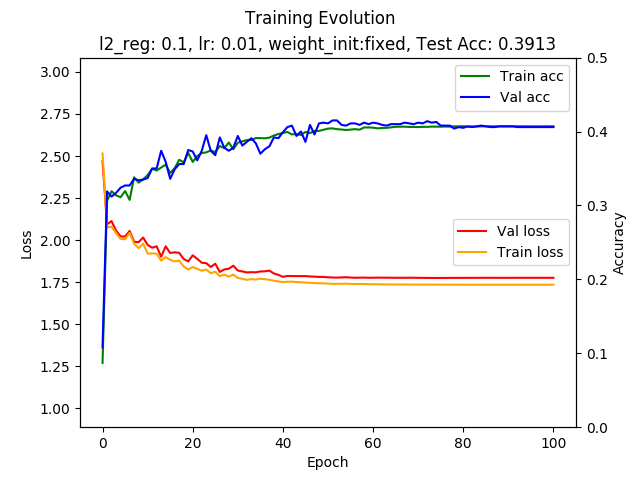 Training Evolution
l2_reg: 0.1, lr: 0.01, weight_init:fixed, Test Acc: 0.3913
3.00
2.75
2.50
2.25
2.00
1.75
1.50
1.25
1.00
Loss
0.5
0.4
0.3
0.2
0.1
0.0
Accuracy
Train acc
Val acc
Val loss
Train loss
0
20
40
60
80
100
Epoch